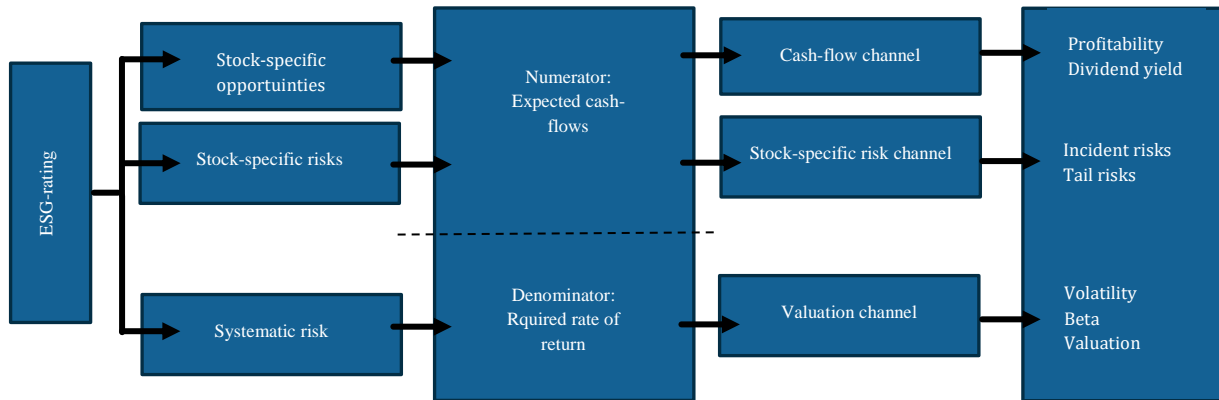 ESG-rating
Stock-specific
opportuinties
Stock-specific risks
Systematic risk
Numerator:
Expected cash-
flows
Denominator:
Rquired rate of
return
Cash-flow channel
Stock-specific risk channel
Valuation channel
Profitability
Dividend yield
Incident risks
Tail risks
Volatility
Beta
Valuation